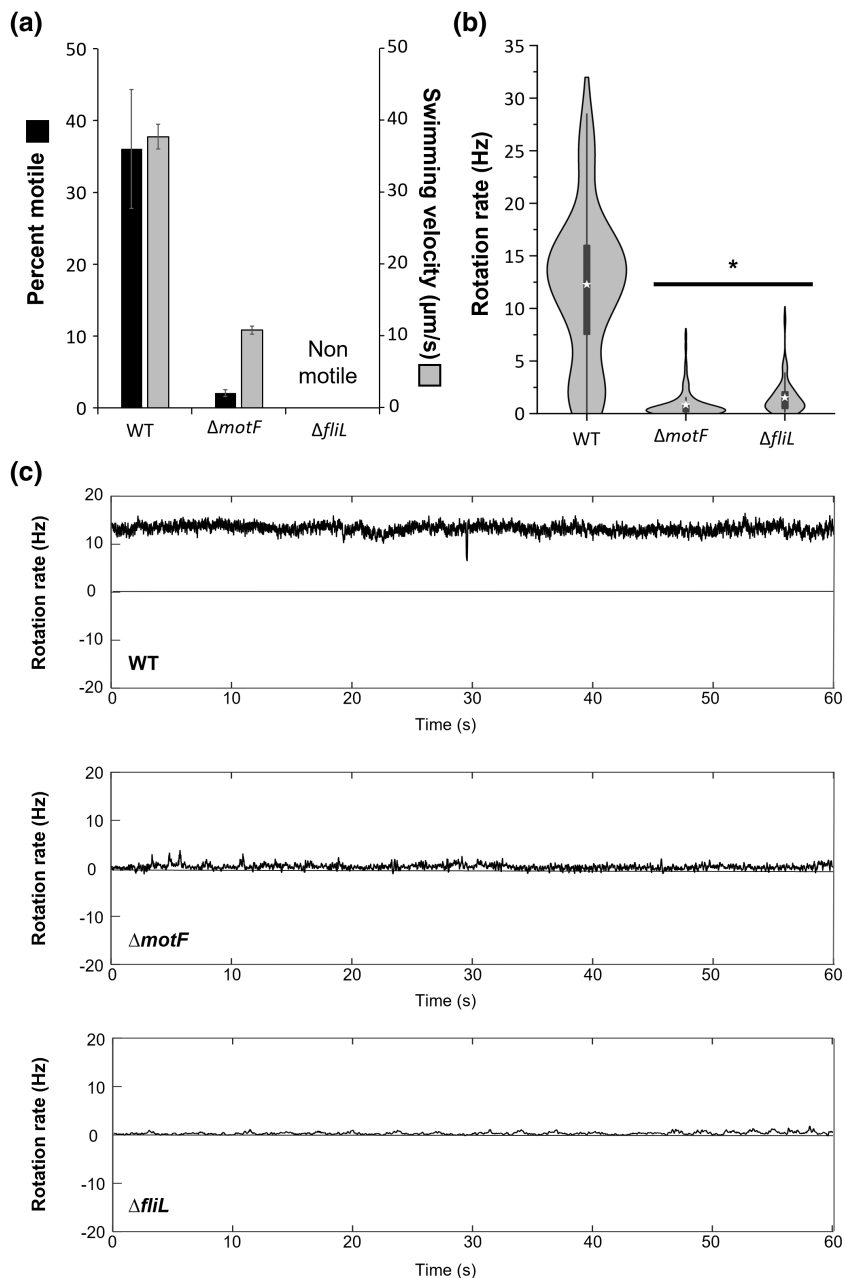 (a)
50
40
30
20
10
0
Percent motile
50
40
30
20
10
0
Swimming velocity (µm/s)
Non
motile
WT
ΔmotF
ΔfliL
(b)
35
30
25
20
15
10
5
0
Rotation rate (Hz)
*
WT
ΔmotF
ΔfliL
(c)
20
10
0
-10
-20
Rotation rate (Hz)
WT
0 10 20 30 40 50 60
Time (s)
20
10
0
-10
-20
Rotation rate (Hz)
ΔmotF
0 10 20 30 40 50 60
Time (s)
20
10
0
-10
-20
Rotation rate (Hz)
ΔfliL
0 10 20 30 40 50 60
Time (s)